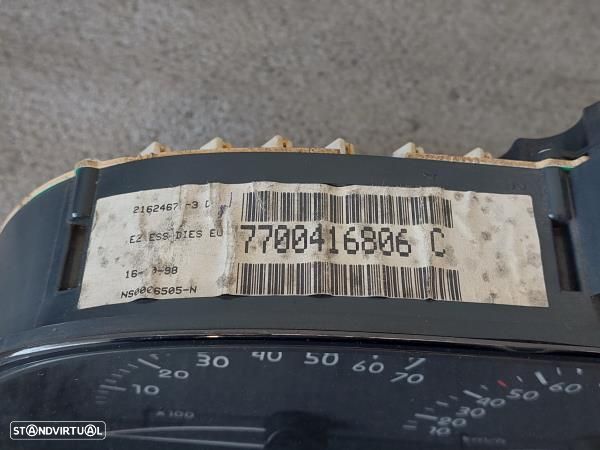 2162467 -3
E2 ESS DIES EU
7700416806 C
16- -98
NS0006505-N
10 20 30 40 50 60 70
X100
10 20 30 40 50 60
STANDVIRTUAL